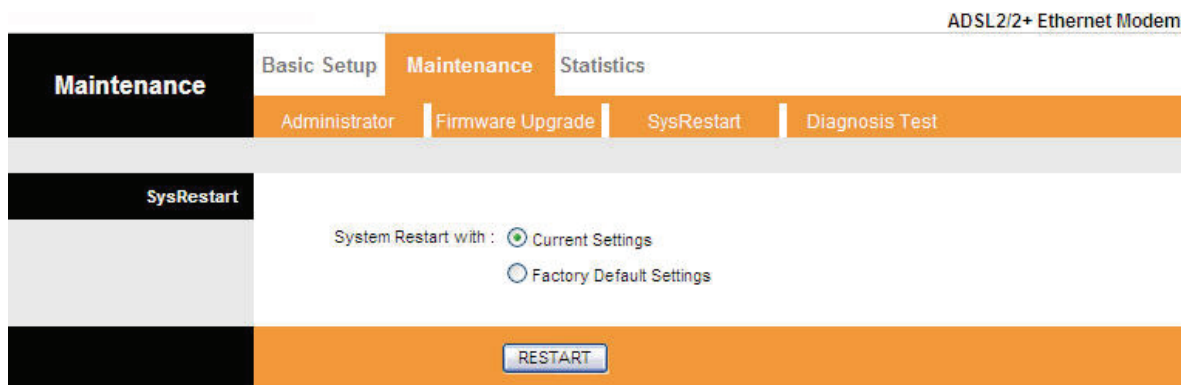 ADSL2/2+ Ethernet Modem
Maintenance
Basic Setup Maintenance Statistics
Administrator Firmware Upgrade SysRestart Diagnosis Test
SysRestart
System Restart with : Current Settings
Factory Default Settings
RESTART